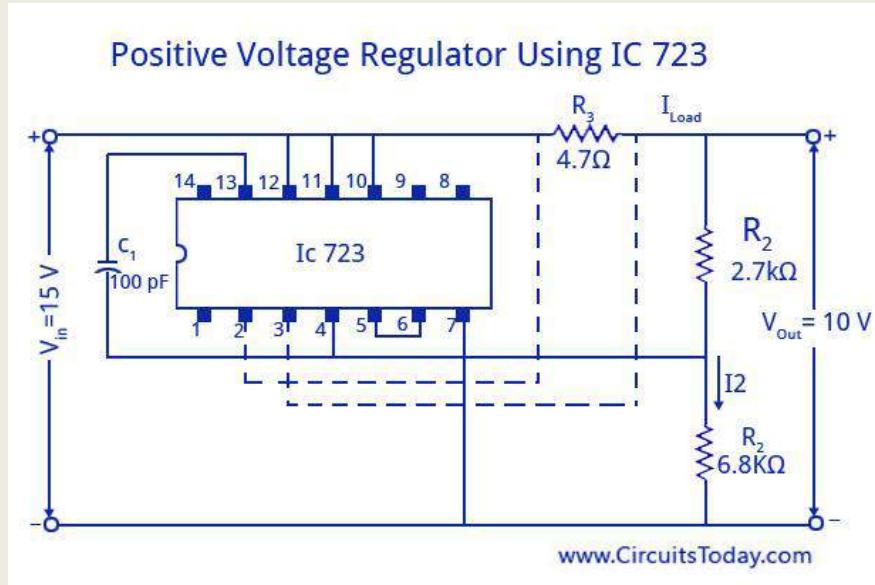 Positive Voltage Regulator Using IC 723
R3
ILoad
+
+
4.7Ω
14 13 12 11 10 9 8
C1
100 pF
Ic 723
R2
2.7kΩ
Vin=15 V
1 2 3 4 5 6 7
VOut= 10 V
I2
R2
6.8KΩ
−
−
www.CircuitsToday.com